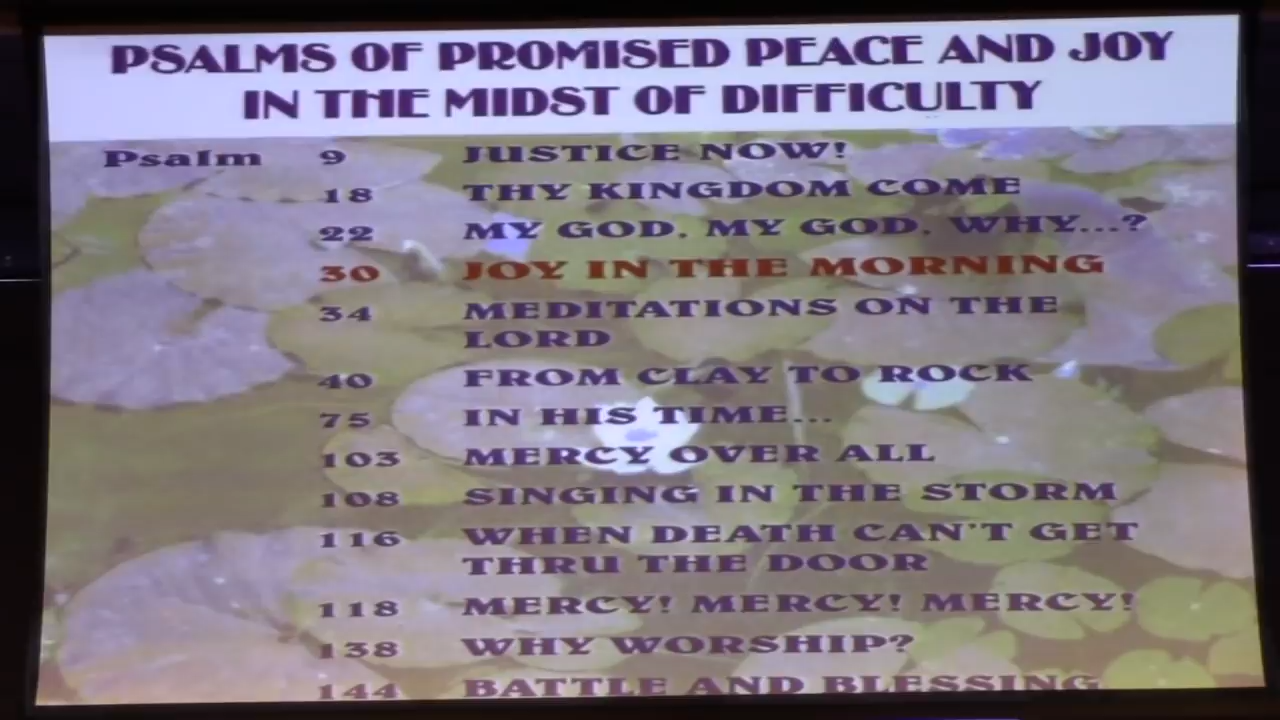 PSALMS OF PROMISED PEACE AND JOY
IN THE MIDST OF DIFFICULTY
Psalm 9 JUSTICE NOW!
18 THY KINGDOM COME
22 MY GOD, MY GOD, WHY...?
30 JOY IN THE MORNING
34 MEDITATIONS ON THE
LORD
40 FROM CLAY TO ROCK
75 IN HIS TIME...
103 MERCY OVER ALL
108 SINGING IN THE STORM
116 WHEN DEATH CAN'T GET
THRU THE DOOR
118 MERCY! MERCY! MERCY!
138 WHY WORSHIP?
144 BATTLE AND BLESSING